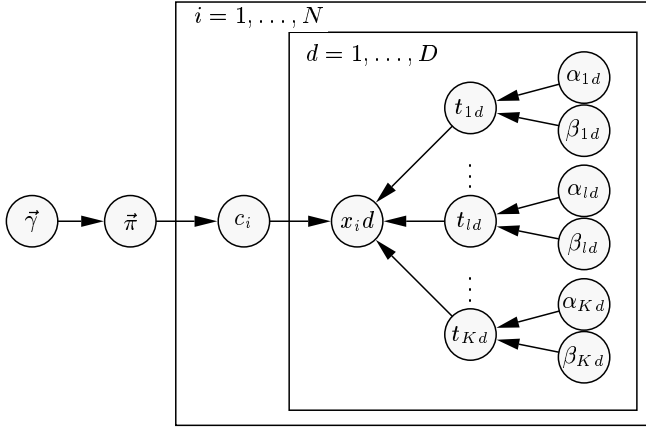 i = 1, . . . , N
d = 1, . . . , D
α1d
t1d
β1d
αld
γ⃗
π⃗
ci
xid
tld
βld
αKd
tKd
βKd